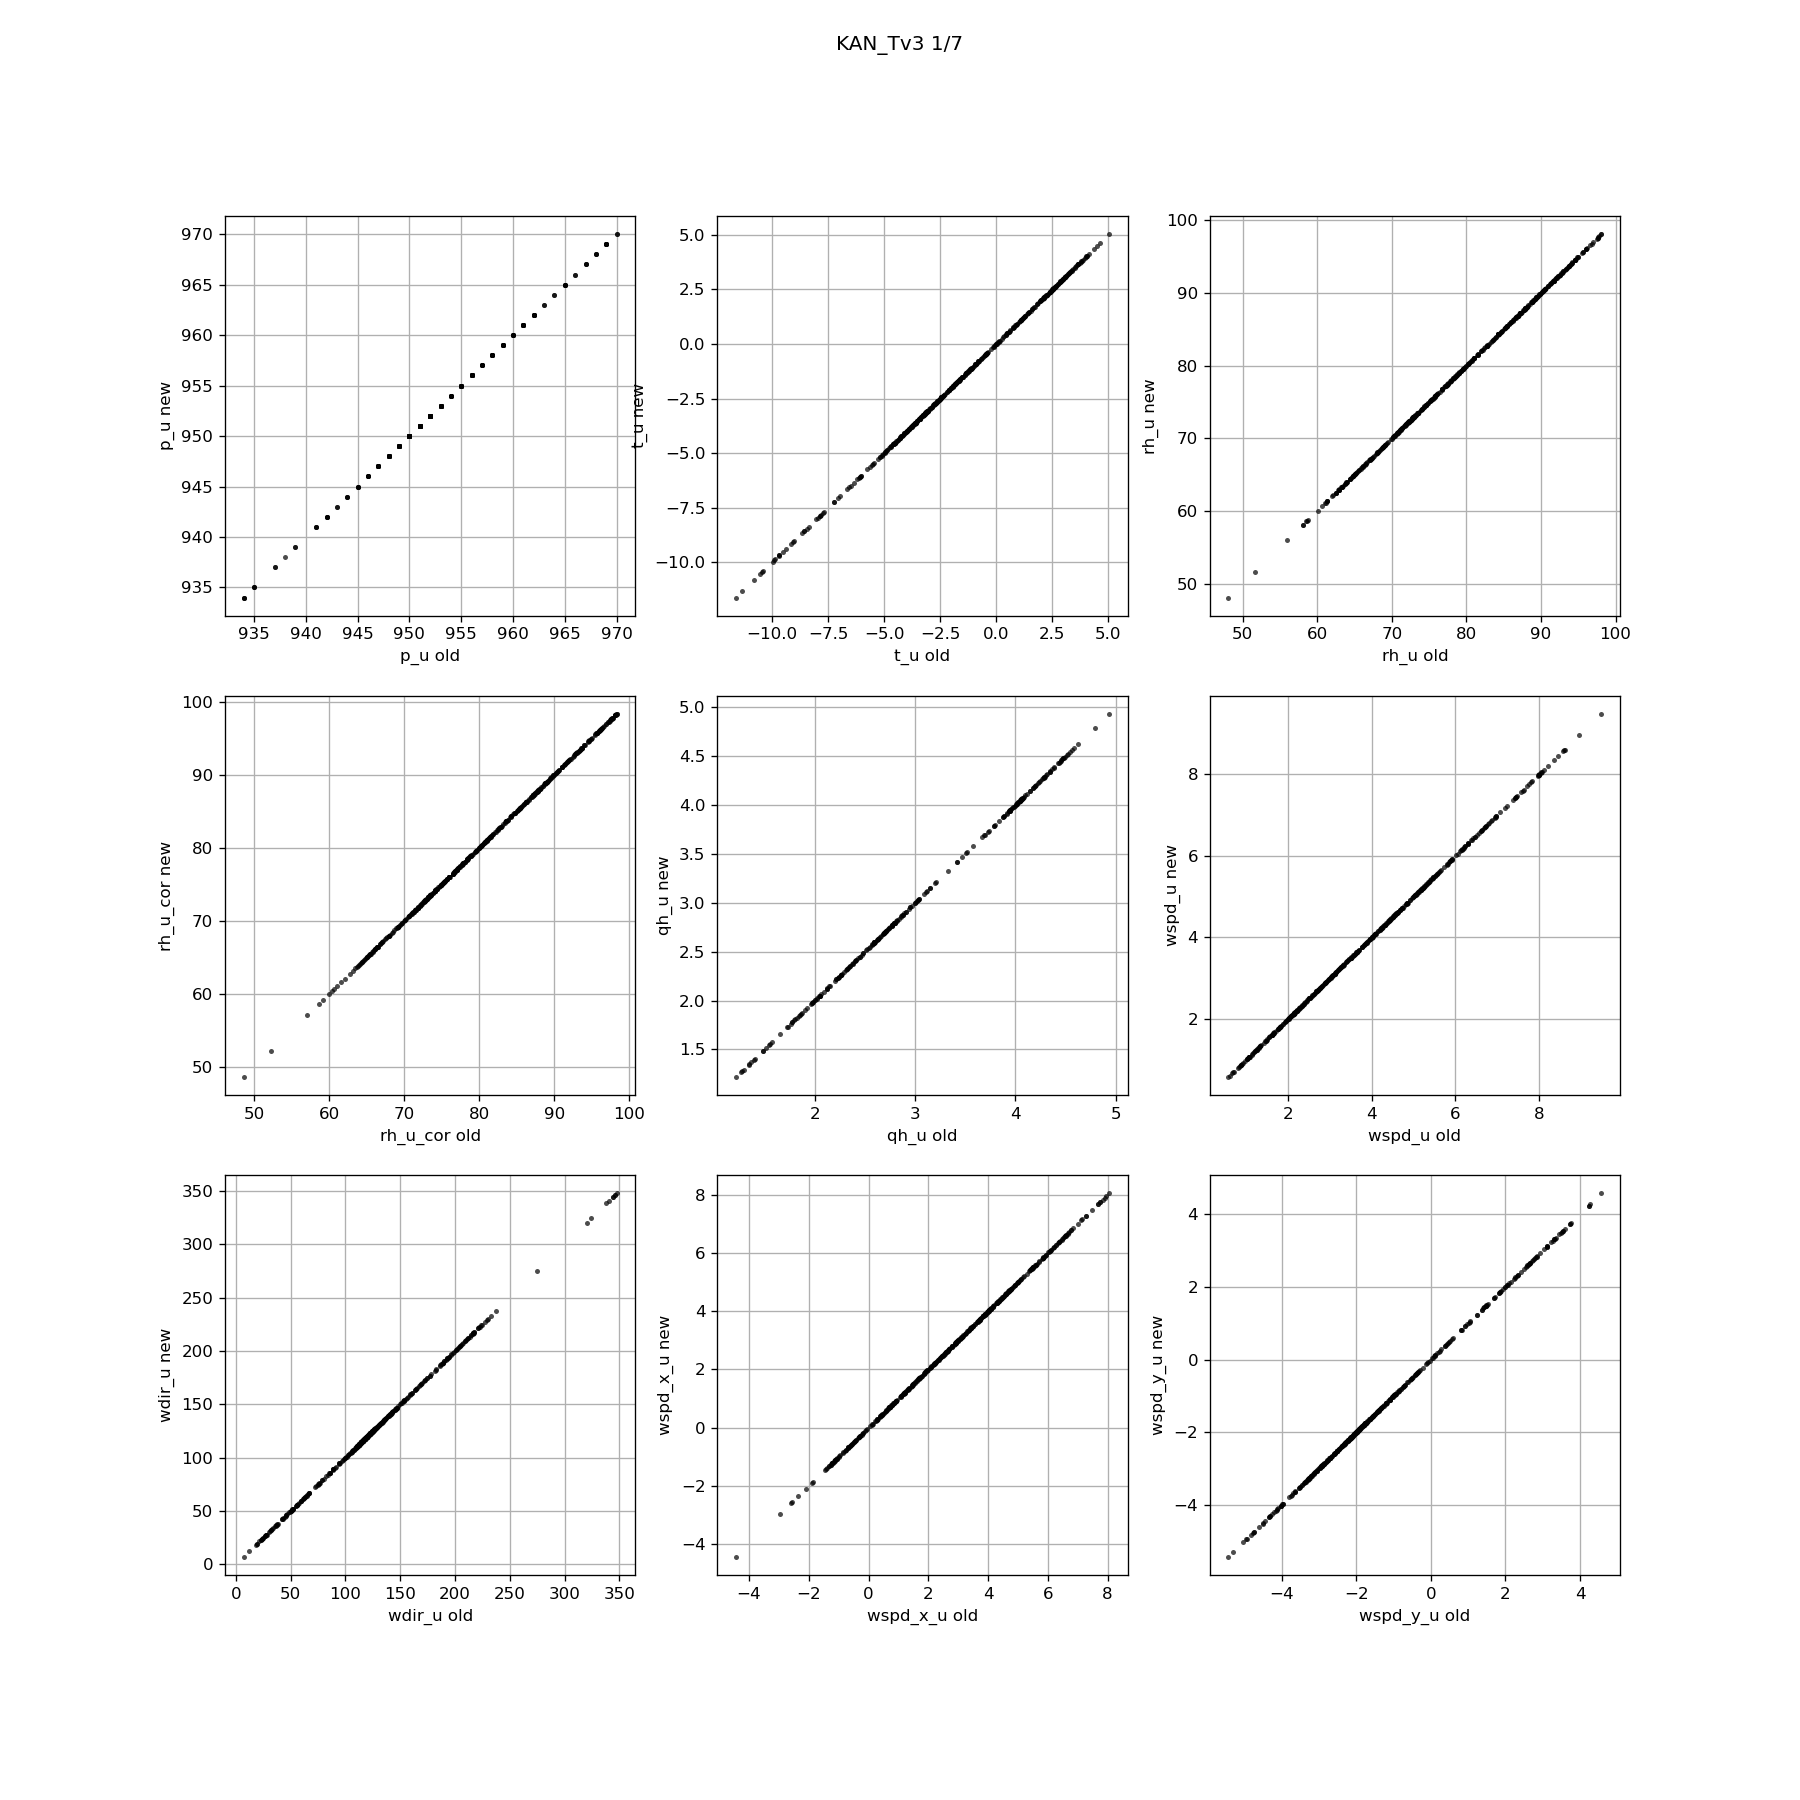 KAN_Tv3 1/7
970
965
960
955
950
945
940
935
p_u new
935 940 945 950 955 960 965 970
p_u old
5.0
2.5
0.0
−2.5
−5.0
−7.5
−10.0
t_u new
−10.0 −7.5 −5.0 −2.5 0.0 2.5 5.0
t_u old
100
90
80
70
60
50
rh_u new
50 60 70 80 90 100
rh_u old
100
90
80
70
60
50
rh_u_cor new
50 60 70 80 90 100
rh_u_cor old
5.0
4.5
4.0
3.5
3.0
2.5
2.0
1.5
qh_u new
2 3 4 5
qh_u old
8
6
4
2
wspd_u new
2 4 6 8
wspd_u old
350
300
250
200
150
100
50
0
wdir_u new
0 50 100 150 200 250 300 350
wdir_u old
8
6
4
2
0
−2
−4
wspd_x_u new
−4 −2 0 2 4 6 8
wspd_x_u old
4
2
0
−2
−4
wspd_y_u new
−4 −2 0 2 4
wspd_y_u old